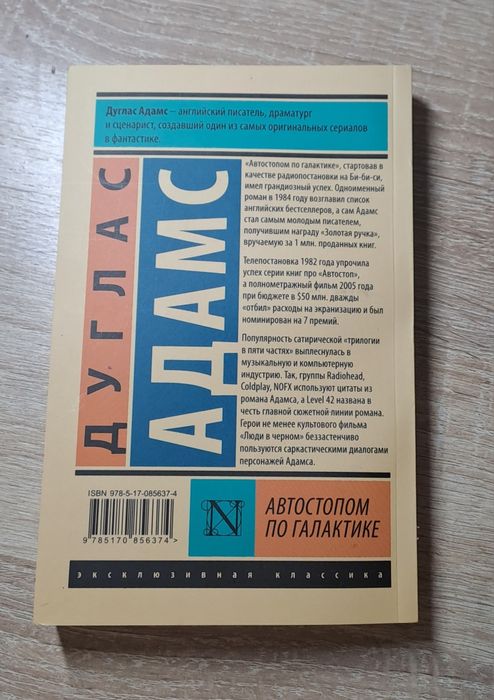 Дуглас Адамс – английский писатель, драматург
и сценарист, создавший один из самых оригинальных сериалов
в фантастике.
ДУГЛАС
АДАМС
«Автостопом по галактике», стартовав в
качестве радиопостановки на Би-би-си,
имел грандиозный успех. Одноименный
роман в 1984 году возглавил список
английских бестселлеров, а сам Адамс
стал самым молодым писателем,
получившим награду «Золотая ручка»,
вручаемую за 1 млн. проданных книг.
Телепостановка 1982 года упрочила
успех серии книг про «Автостоп»,
а полнометражный фильм 2005 года
при бюджете в $50 млн. дважды
«отбил» расходы на экранизацию и был
номинирован на 7 премий.
Популярность сатирической «трилогии
в пяти частях» выплеснулась в
музыкальную и компьютерную
индустрию. Так, группы Radiohead,
Coldplay, NOFX используют цитаты из
романа Адамса, а Level 42 названа в
честь главной сюжетной линии романа.
Герои не менее культового фильма
«Люди в черном» беззастенчиво
пользуются саркастическими диалогами
персонажей Адамса.
ISBN 978-5-17-085637-4
9 785170 856374 >
N
АВТОСТОПОМ
ПО ГАЛАКТИКЕ
эксклюзивная классика